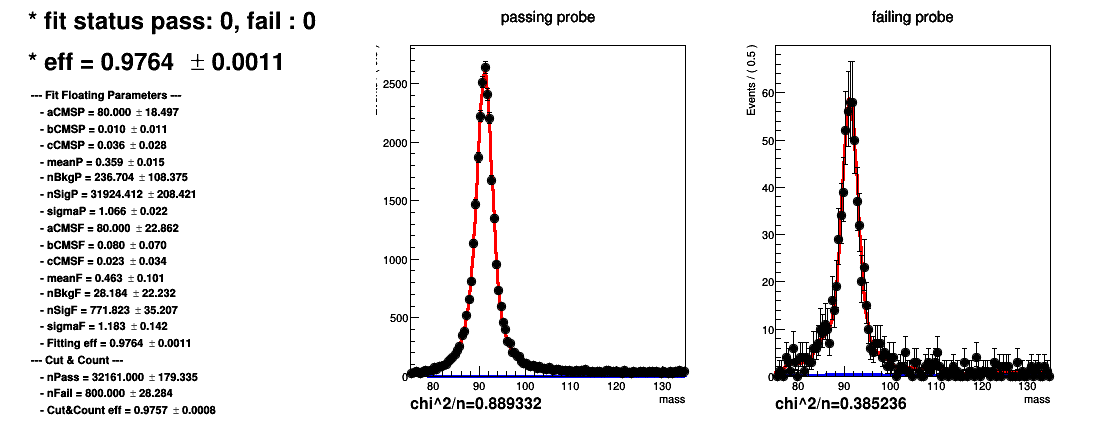 * fit status pass: 0, fail : 0
* eff = 0.9764 ± 0.0011
--- Fit Floating Parameters ---
- aCMSP = 80.000 ± 18.497
- bCMSP = 0.010 ± 0.011
- cCMSP = 0.036 ± 0.028
- meanP = 0.359 ± 0.015
- nBkgP = 236.704 ± 108.375
- nSigP = 31924.412 ± 208.421
- sigmaP = 1.066 ± 0.022
- aCMSF = 80.000 ± 22.862
- bCMSF = 0.080 ± 0.070
- cCMSF = 0.023 ± 0.034
- meanF = 0.463 ± 0.101
- nBkgF = 28.184 ± 22.232
- nSigF = 771.823 ± 35.207
- sigmaF = 1.183 ± 0.142
- Fitting eff = 0.9764 ± 0.0011
--- Cut & Count ---
- nPass = 32161.000 ± 179.335
- nFail = 800.000 ± 28.284
- Cut&Count eff = 0.9757 ± 0.0008
passing probe
2500
2000
1500
1000
500
0
80 90 100 110 120 130
mass
chi^2/n=0.889332
failing probe
Events / ( 0.5 )
60
50
40
30
20
10
0
80 90 100 110 120 130
mass
chi^2/n=0.385236